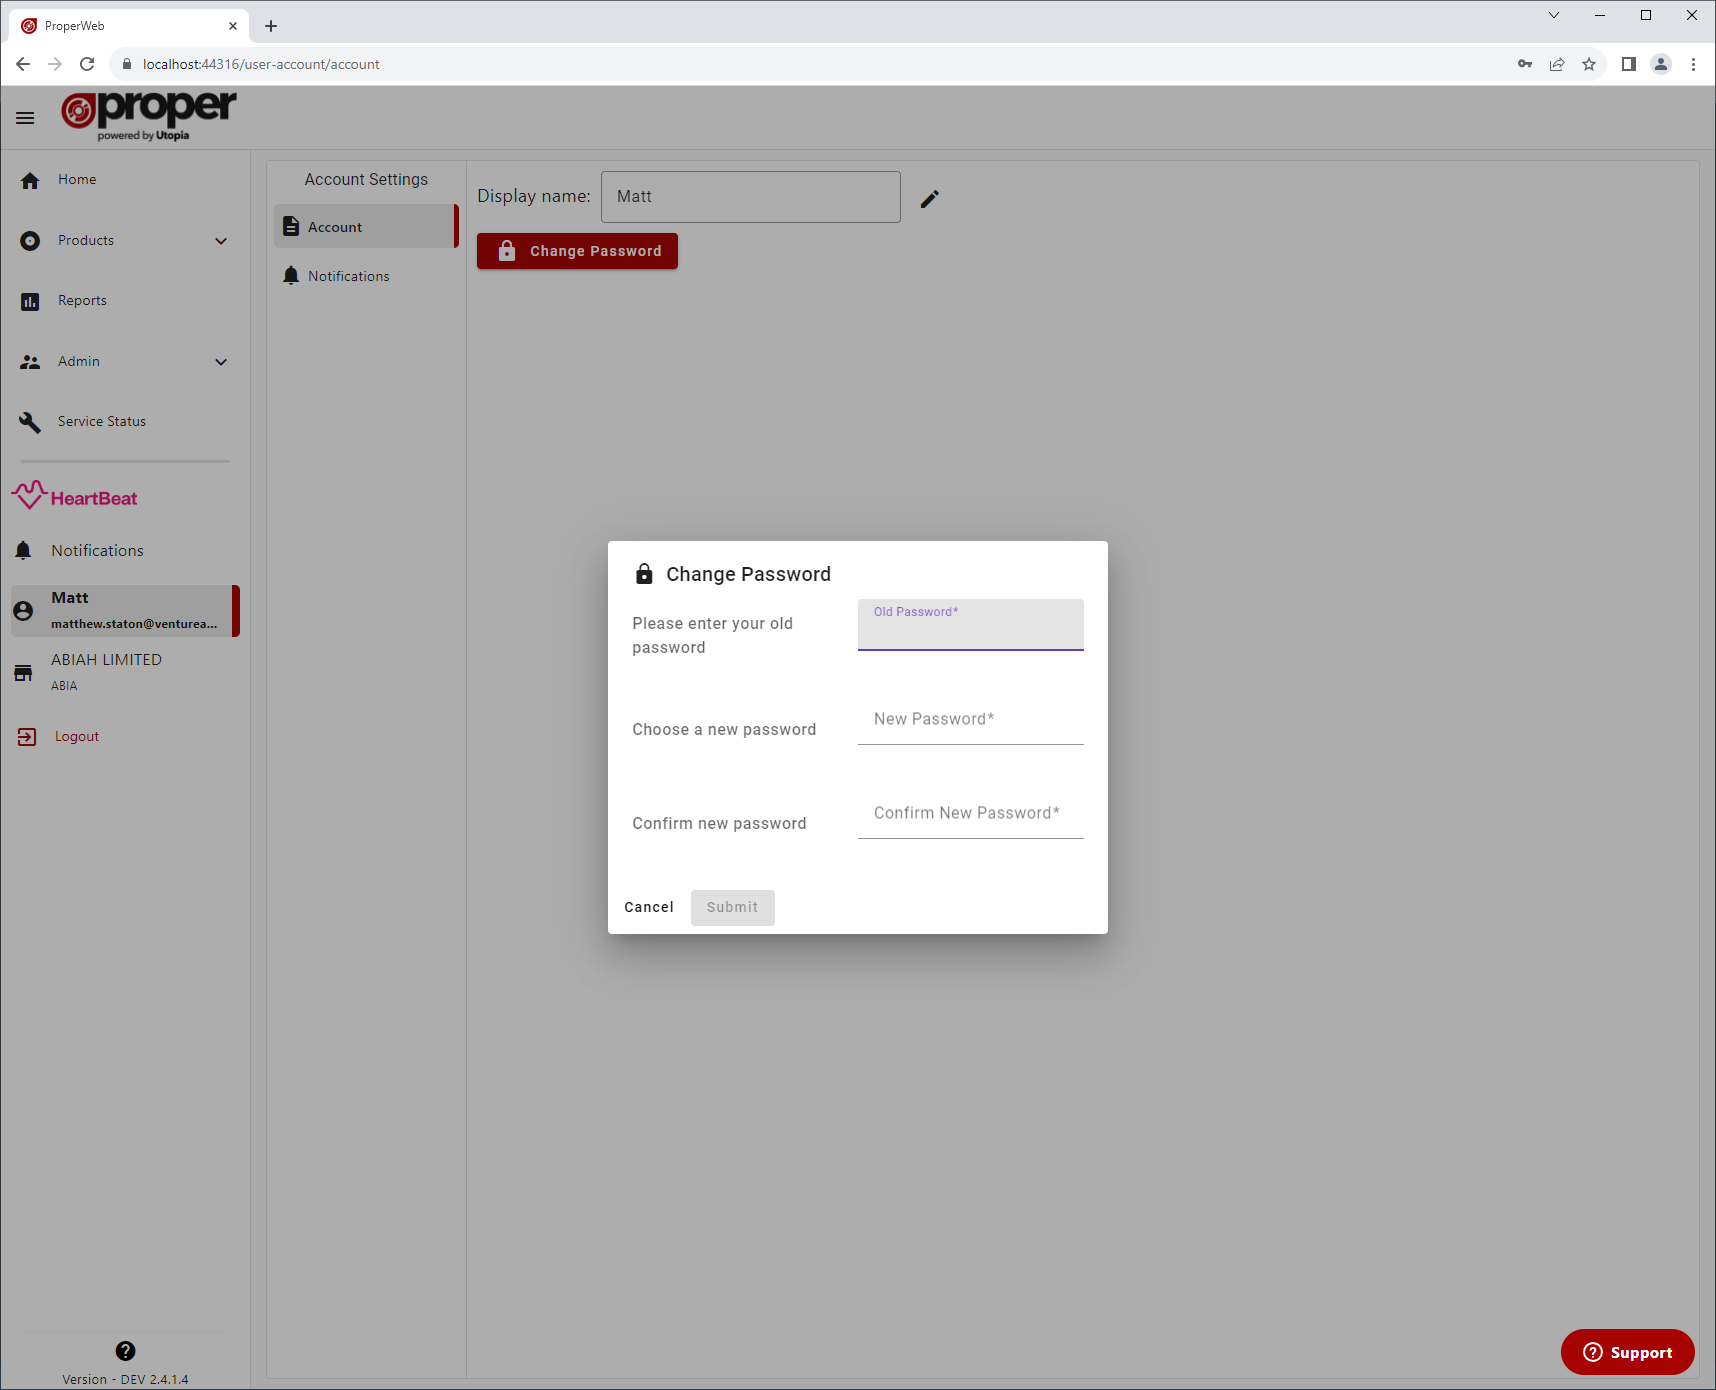 ProperWeb
localhost:44316/user-account/account
proper
powered by Utopia
Home
Products
Reports
Admin
Service Status
HeartBeat
Notifications
Matt
matthew.staton@venturea...
ABIAH LIMITED
ABIA
Logout
Version - DEV 2.4.1.4
Account Settings
Account
Notifications
Display name: Matt
Change Password
Change Password
Please enter your old
password
Old Password*
Choose a new password
New Password*
Confirm new password
Confirm New Password*
Cancel Submit
Support